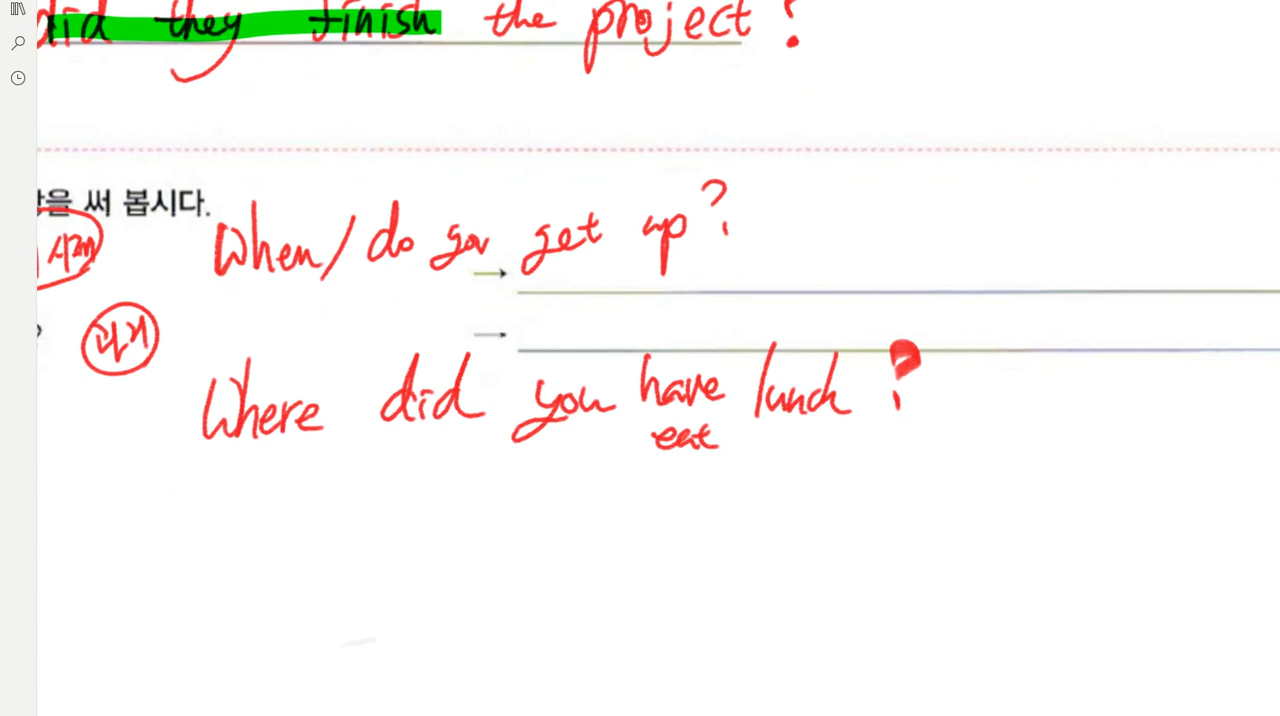 did they finish the project?
을 써 봅시다.
When / do you get up?
시제
→
→
과거
Where did you have lunch?
eat